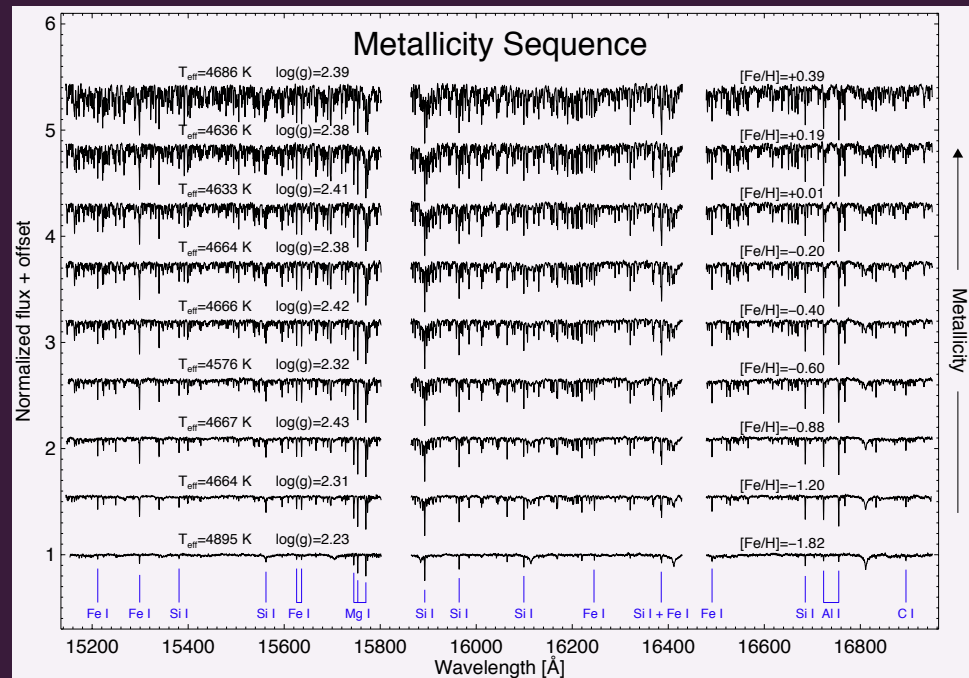 Metallicity Sequence
T_eff=4686 K log(g)=2.39 [Fe/H]=+0.39
T_eff=4636 K log(g)=2.38 [Fe/H]=+0.19
T_eff=4633 K log(g)=2.41 [Fe/H]=+0.01
T_eff=4664 K log(g)=2.38 [Fe/H]=−0.20
T_eff=4666 K log(g)=2.42 [Fe/H]=−0.40
T_eff=4576 K log(g)=2.32 [Fe/H]=−0.60
T_eff=4667 K log(g)=2.43 [Fe/H]=−0.88
T_eff=4664 K log(g)=2.31 [Fe/H]=−1.20
T_eff=4895 K log(g)=2.23 [Fe/H]=−1.82
Fe I Fe I Si I Si I Fe I Mg I Si I Si I Si I Fe I Si I + Fe I Fe I Si I Al I C I
6
5
4
3
2
1
Normalized flux + offset
Metallicity
15200 15400 15600 15800 16000 16200 16400 16600 16800
Wavelength [Å]